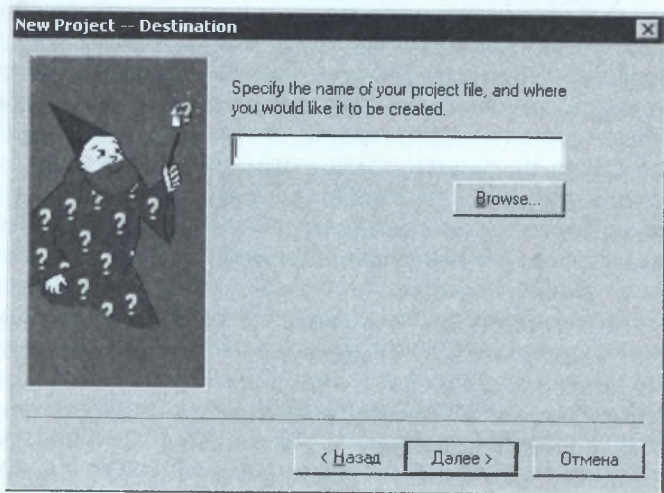 New Project -- Destination
Specify the name of your project file, and where
you would like it to be created.
Browse...
< Назад
Далее >
Отмена